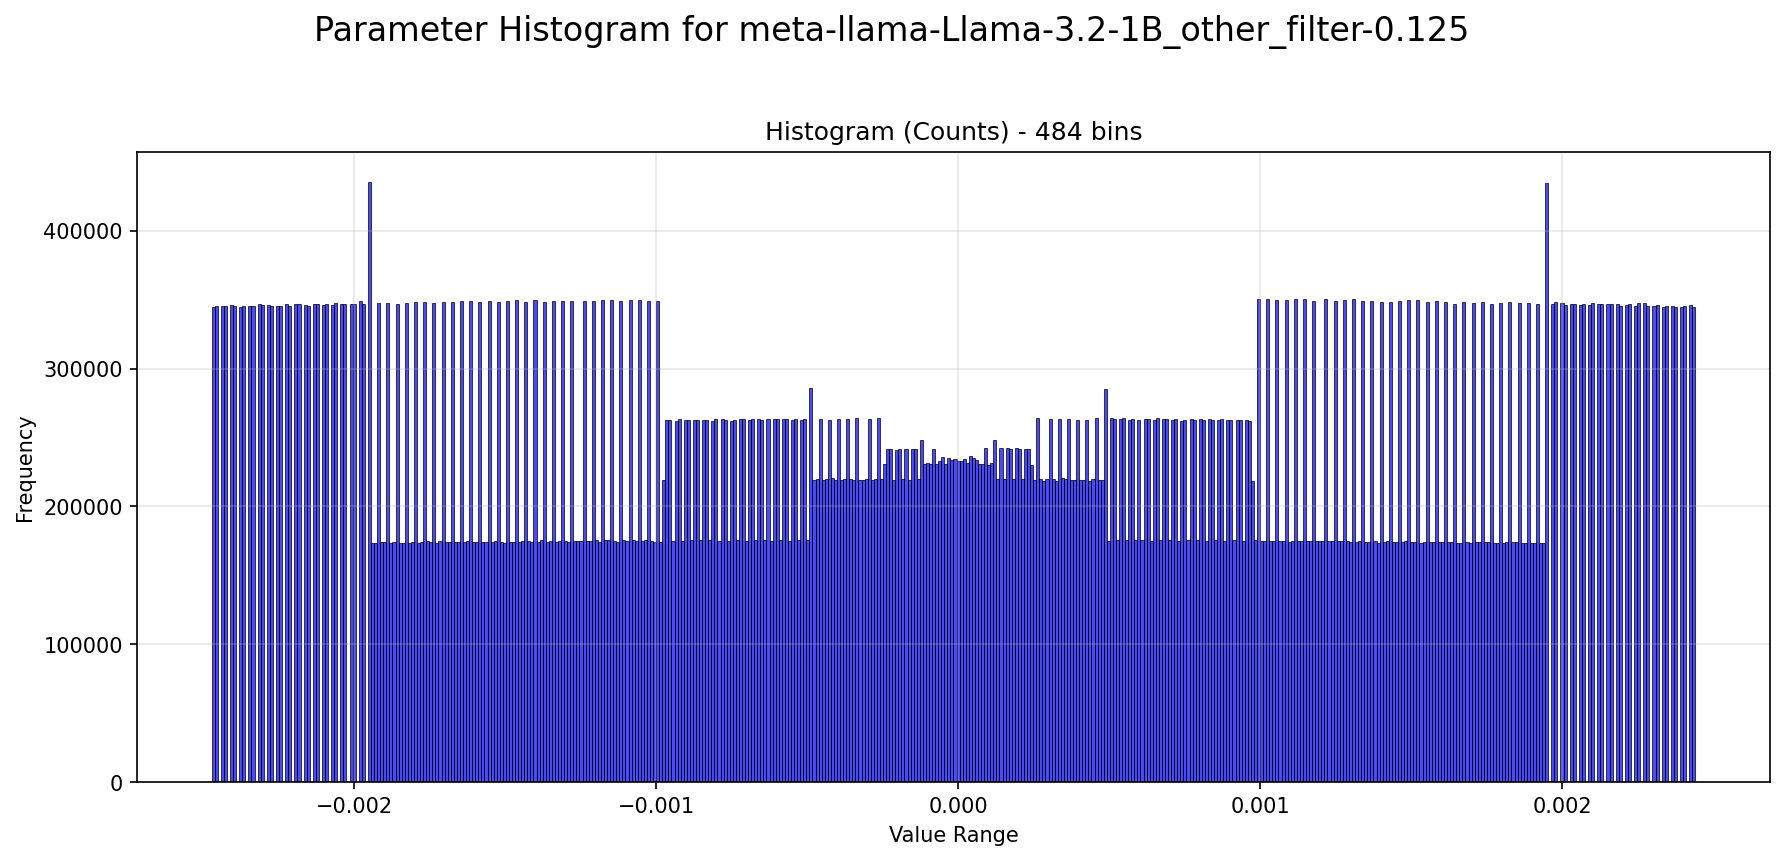 Parameter Histogram for meta-llama-Llama-3.2-1B_other_filter-0.125
Histogram (Counts) - 484 bins
400000
300000
200000
100000
0
Frequency
−0.002
−0.001
0.000
0.001
0.002
Value Range